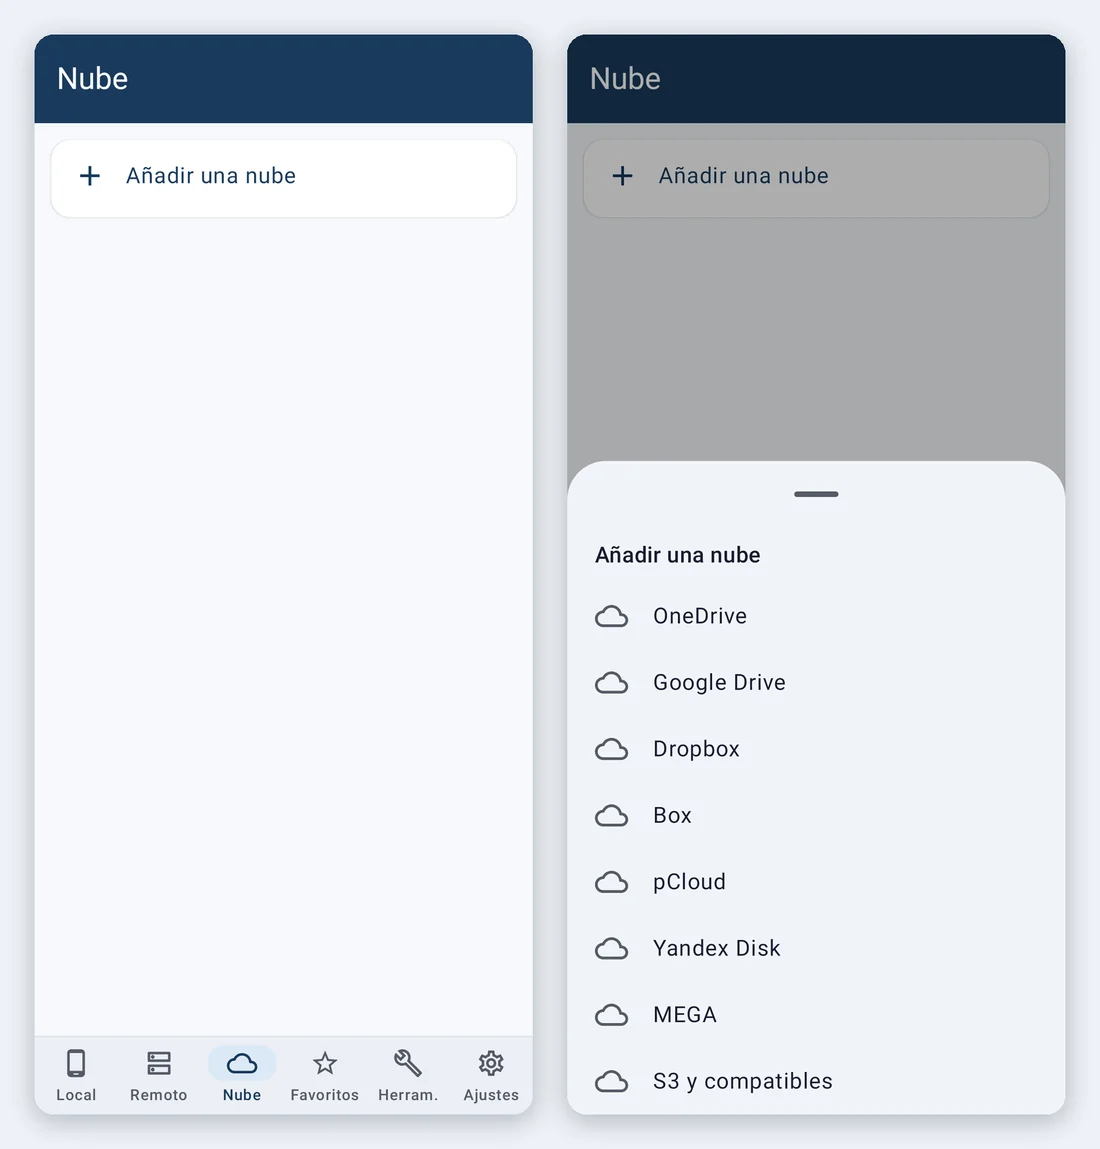 Nube
Añadir una nube
Local
Remoto
Nube
Favoritos
Herram.
Ajustes
Nube
Añadir una nube
Añadir una nube
OneDrive
Google Drive
Dropbox
Box
pCloud
Yandex Disk
MEGA
S3 y compatibles